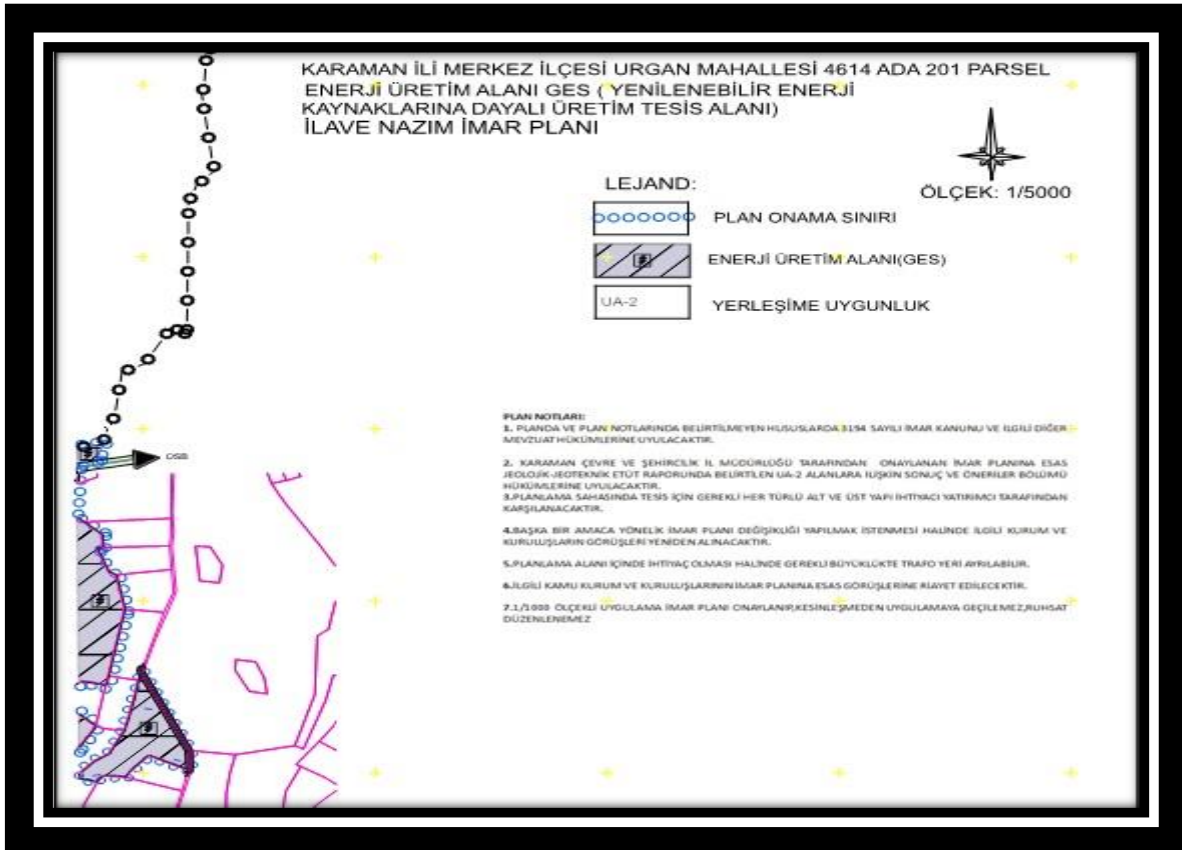 KARAMAN İLİ MERKEZ İLÇESİ URGAN MAHALLESİ 4614 ADA 201 PARSEL
ENERJİ ÜRETİM ALANI GES ( YENİLENEBİLİR ENERJİ
KAYNAKLARINA DAYALI ÜRETİM TESİS ALANI)
İLAVE NAZIM İMAR PLANI
LEJAND:
ÖLÇEK: 1/5000
PLAN ONAMA SINIRI
ENERJİ ÜRETİM ALANI(GES)
UA-2
YERLEŞİME UYGUNLUK
PLAN NOTLARI:
1. PLANDA VE PLAN NOTLARINDA BELİRTİLMEYEN HUSUSLARDA 3194 SAYILI İMAR KANUNU VE İLGİLİ DİĞER
MEVZUAT HÜKÜMLERİNE UYULACAKTIR.
2. KARAMAN ÇEVRE VE ŞEHİRCİLİK İL MÜDÜRLÜĞÜ TARAFINDAN ONAYLANAN İMAR PLANINA ESAS
JEOLOJİK-JEOTEKNİK ETÜT RAPORUNDA BELİRTİLEN UA-2 ALANLARA İLİŞKİN SONUÇ VE ÖNERİLER BÖLÜMÜ
HÜKÜMLERİNE UYULACAKTIR.
3.PLANLAMA SAHASINDA TESİS İÇİN GEREKLİ HER TÜRLÜ ALT VE ÜST YAPI İHTİYACI YATIRIMCI TARAFINDAN
KARŞILANACAKTIR.
4.BAŞKA BİR AMACA YÖNELİK İMAR PLANI DEĞİŞİKLİĞİ YAPILMAK İSTENMESİ HALİNDE İLGİLİ KURUM VE
KURULUŞLARIN GÖRÜŞLERİ YENİDEN ALINACAKTIR.
5.PLANLAMA ALANI İÇİNDE İHTİYAÇ OLMASI HALİNDE GEREKLİ BÜYÜKLÜKTE TRAFO YERİ AYRILABİLİR.
6.İLGİLİ KAMU KURUM VE KURULUŞLARININ İMAR PLANINA ESAS GÖRÜŞLERİNE RİAYET EDİLECEKTİR.
7.1/1000 ÖLÇEKLİ UYGULAMA İMAR PLANI ONAYLANIP,KESİNLEŞMEDEN UYGULAMAYA GEÇİLEMEZ,RUHSAT
DÜZENLENEMEZ
OSB